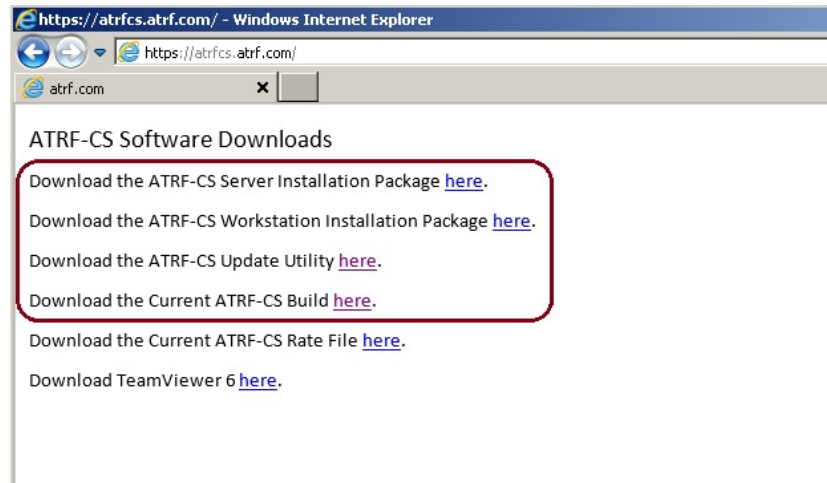 https://atrfcs.atrf.com/ - Windows Internet Explorer
https://atrfcs.atrf.com/
atrf.com
ATRF-CS Software Downloads
Download the ATRF-CS Server Installation Package here.
Download the ATRF-CS Workstation Installation Package here.
Download the ATRF-CS Update Utility here.
Download the Current ATRF-CS Build here.
Download the Current ATRF-CS Rate File here.
Download TeamViewer 6 here.